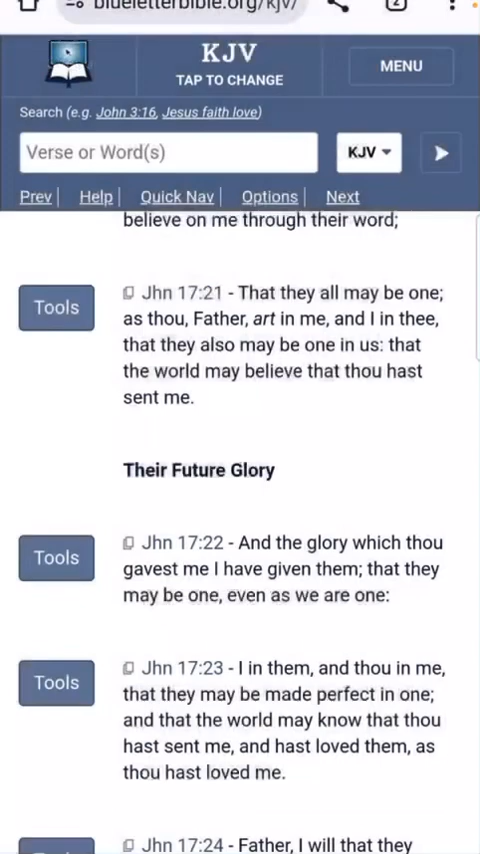 blueletterbible.org/kjv/
KJV
TAP TO CHANGE
MENU
Search (e.g. John 3:16, Jesus faith love)
Verse or Word(s)
KJV
Prev | Help | Quick Nav | Options | Next
believe on me through their word;
Tools
Jhn 17:21 - That they all may be one;
as thou, Father, art in me, and I in thee,
that they also may be one in us: that
the world may believe that thou hast
sent me.
Their Future Glory
Tools
Jhn 17:22 - And the glory which thou
gavest me I have given them; that they
may be one, even as we are one:
Tools
Jhn 17:23 - I in them, and thou in me,
that they may be made perfect in one;
and that the world may know that thou
hast sent me, and hast loved them, as
thou hast loved me.
Jhn 17:24 - Father, I will that they